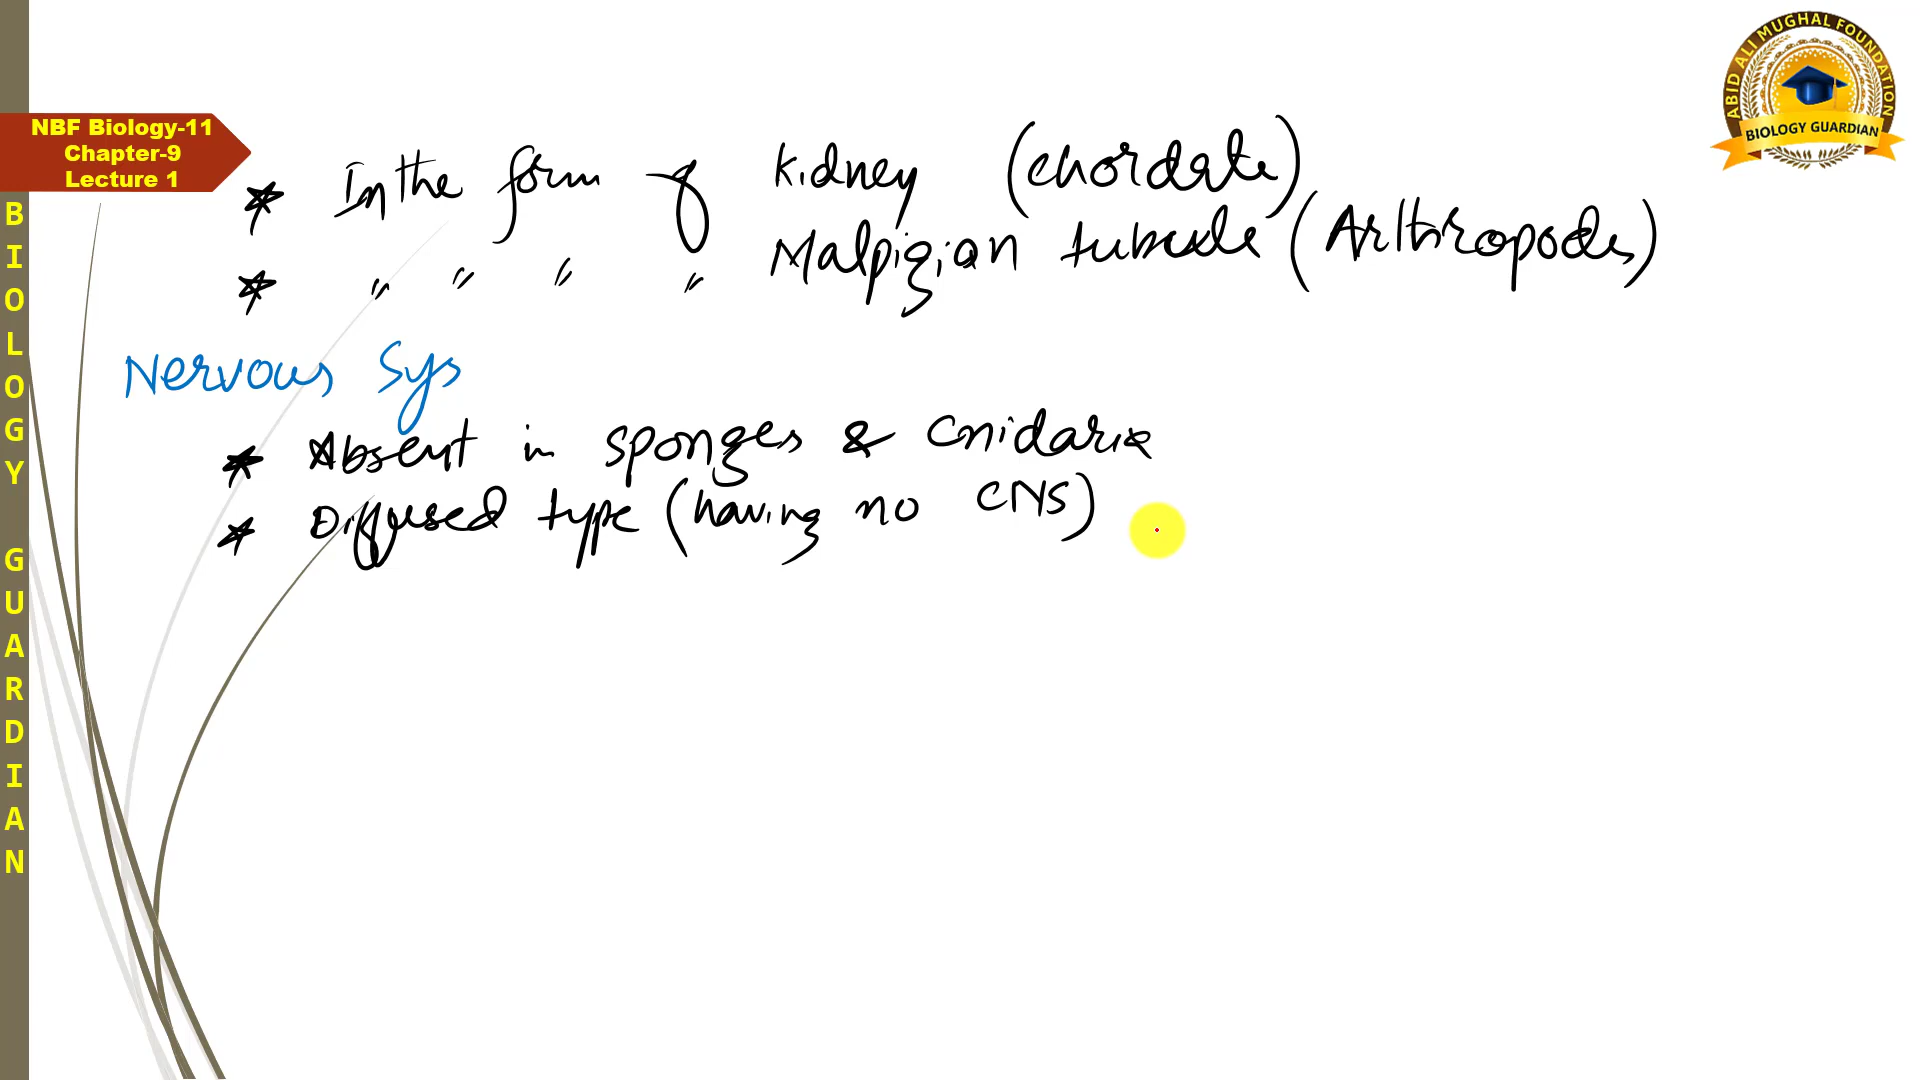 ABID ALI MUGHAL FOUNDATION
BIOLOGY GUARDIAN
NBF Biology-11
Chapter-9
Lecture 1
BIOLOGY GUARDIAN
* In the form of kidney (chordate)
* " " " " Malpigian tubule (Arthropods)
Nervous Sys
* Absent in sponges & cnidaria
* Diffused type (having no CNS)